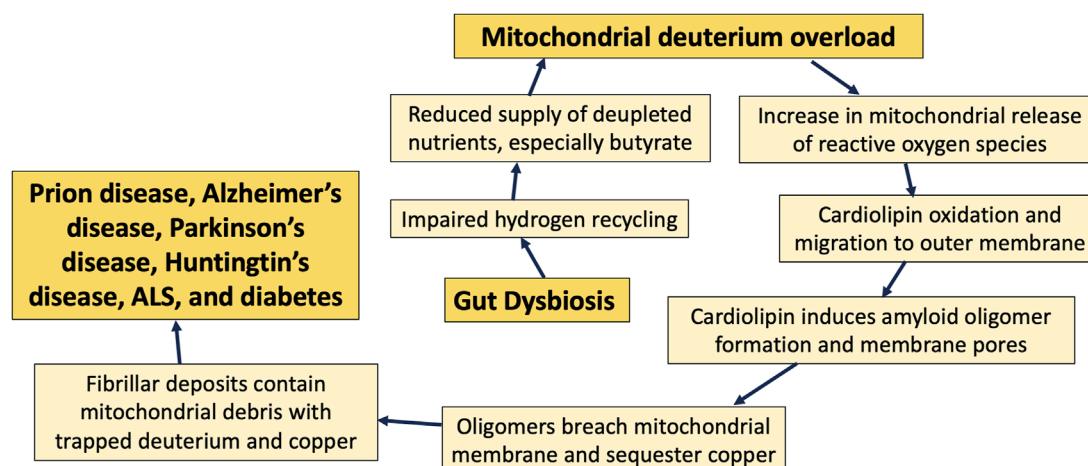 Mitochondrial deuterium overload
Reduced supply of deupleted
nutrients, especially butyrate
Increase in mitochondrial release
of reactive oxygen species
Prion disease, Alzheimer's
disease, Parkinson's
disease, Huntingtin's
disease, ALS, and diabetes
Impaired hydrogen recycling
Cardiolipin oxidation and
migration to outer membrane
Gut Dysbiosis
Cardiolipin induces amyloid oligomer
formation and membrane pores
Fibrillar deposits contain
mitochondrial debris with
trapped deuterium and copper
Oligomers breach mitochondrial
membrane and sequester copper